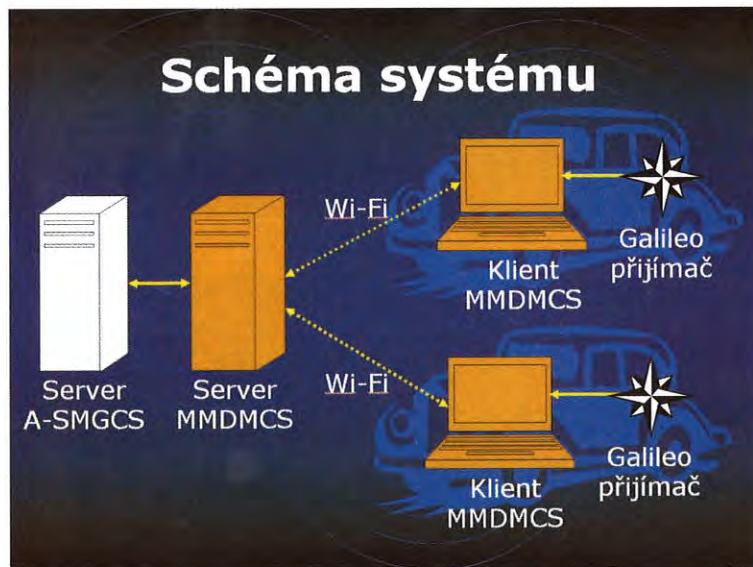 Schéma systému
Wi-Fi
Galileo
přijímač
Klient
MMDMCS
Server
A-SMGCS
Server
MMDMCS
Wi-Fi
Galileo
přijímač
Klient
MMDMCS